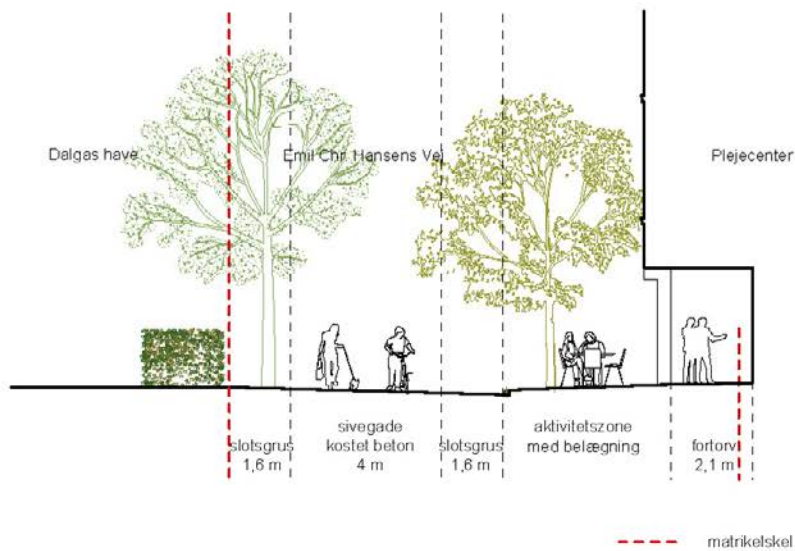 Dalgas have
Emil Chr. Hansens Vej
Plejecenter
slotsgrus
1,6 m
sivegade
kostet beton
4 m
slotsgrus
1,6 m
aktivitetszone
med belægning
fortorv
2,1 m
matrikelskel